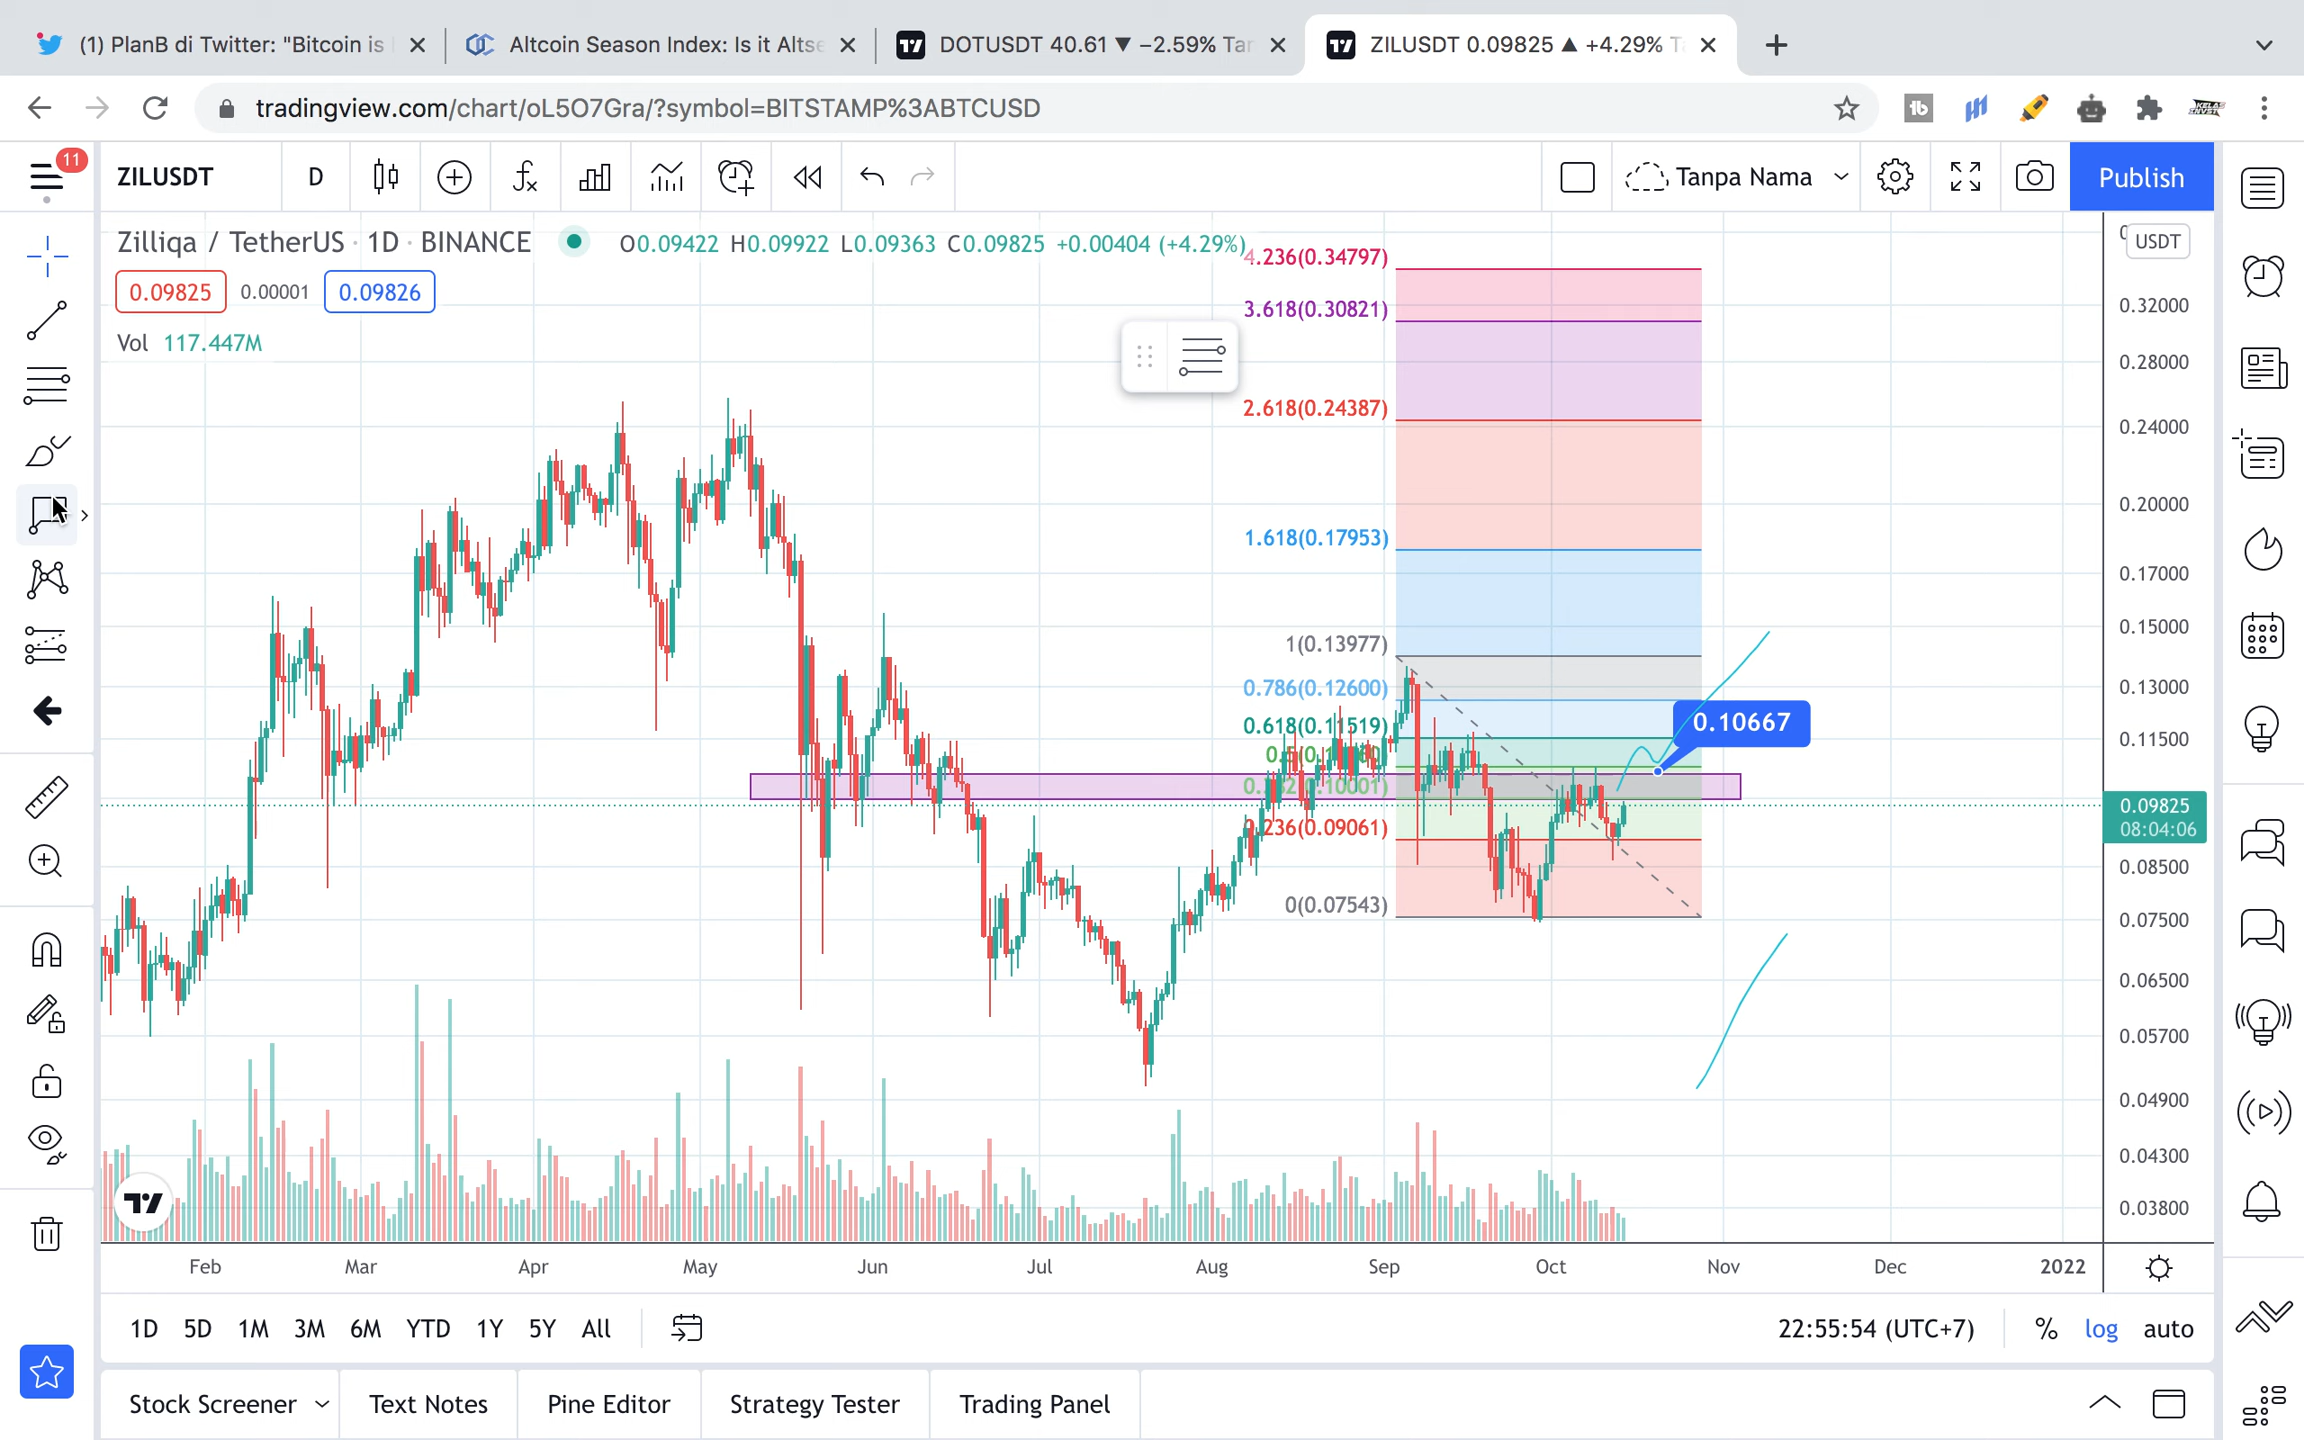 (1) PlanB di Twitter: "Bitcoin is
Altcoin Season Index: Is it Altse
DOTUSDT 40.61 ▼ −2.59% Tan
ZILUSDT 0.09825 ▲ +4.29% T
tradingview.com/chart/oL5O7Gra/?symbol=BITSTAMP%3ABTCUSD
11
ZILUSDT
D
Tanpa Nama
Publish
Zilliqa / TetherUS · 1D · BINANCE
O0.09422 H0.09922 L0.09363 C0.09825 +0.00404 (+4.29%)
USDT
0.09825
0.00001
0.09826
Vol 117.447M
4.236(0.34797)
3.618(0.30821)
2.618(0.24387)
1.618(0.17953)
1(0.13977)
0.786(0.12600)
0.618(0.11519)
0.236(0.09061)
0(0.07543)
0.10667
0.32000
0.28000
0.24000
0.20000
0.17000
0.15000
0.13000
0.11500
0.09825
08:04:06
0.08500
0.07500
0.06500
0.05700
0.04900
0.04300
0.03800
Feb
Mar
Apr
May
Jun
Jul
Aug
Sep
Oct
Nov
Dec
2022
1D
5D
1M
3M
6M
YTD
1Y
5Y
All
22:55:54 (UTC+7)
%
log
auto
Stock Screener
Text Notes
Pine Editor
Strategy Tester
Trading Panel